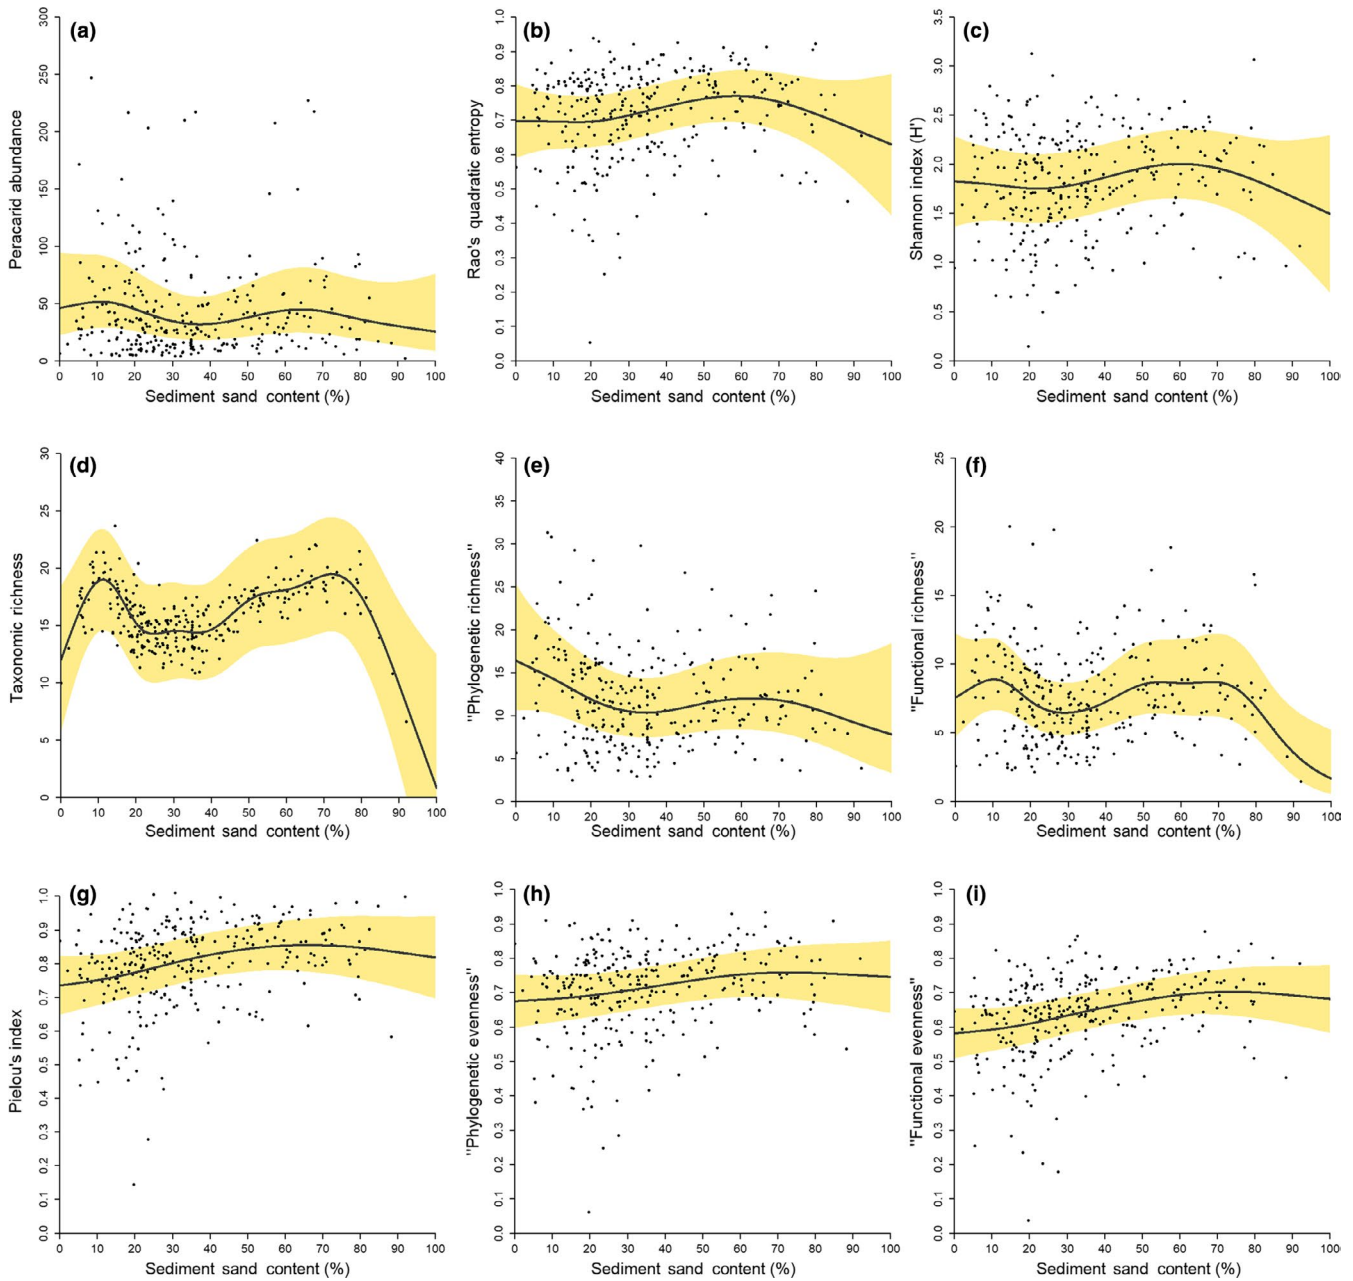 (a)
Peracarid abundance
300
250
200
150
100
50
0
0 10 20 30 40 50 60 70 80 90 100
Sediment sand content (%)
(b)
Rao's quadratic entropy
1.0
0.9
0.8
0.7
0.6
0.5
0.4
0.3
0.2
0.1
0.0
0 10 20 30 40 50 60 70 80 90 100
Sediment sand content (%)
(c)
Shannon index (H')
3.5
3.0
2.5
2.0
1.5
1.0
0.5
0.0
0 10 20 30 40 50 60 70 80 90 100
Sediment sand content (%)
(d)
Taxonomic richness
30
25
20
15
10
5
0
0 10 20 30 40 50 60 70 80 90 100
Sediment sand content (%)
(e)
"Phylogenetic richness"
40
35
30
25
20
15
10
5
0
0 10 20 30 40 50 60 70 80 90 100
Sediment sand content (%)
(f)
"Functional richness"
25
20
15
10
5
0
0 10 20 30 40 50 60 70 80 90 100
Sediment sand content (%)
(g)
Pielou's index
1.0
0.9
0.8
0.7
0.6
0.5
0.4
0.3
0.2
0.1
0.0
0 10 20 30 40 50 60 70 80 90 100
Sediment sand content (%)
(h)
"Phylogenetic evenness"
1.0
0.9
0.8
0.7
0.6
0.5
0.4
0.3
0.2
0.1
0.0
0 10 20 30 40 50 60 70 80 90 100
Sediment sand content (%)
(i)
"Functional evenness"
1.0
0.9
0.8
0.7
0.6
0.5
0.4
0.3
0.2
0.1
0.0
0 10 20 30 40 50 60 70 80 90 100
Sediment sand content (%)